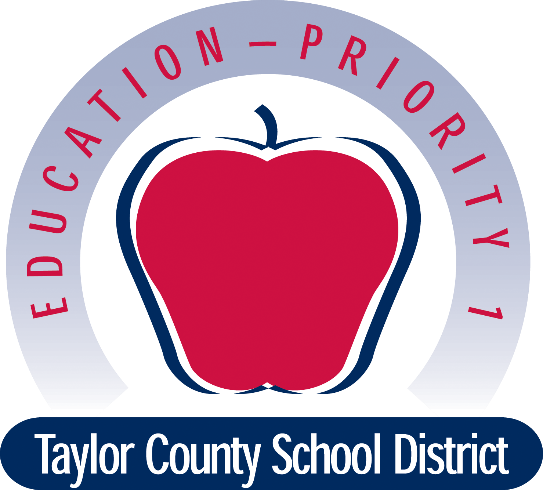 EDUCATION – PRIORITY 1
Taylor County School District